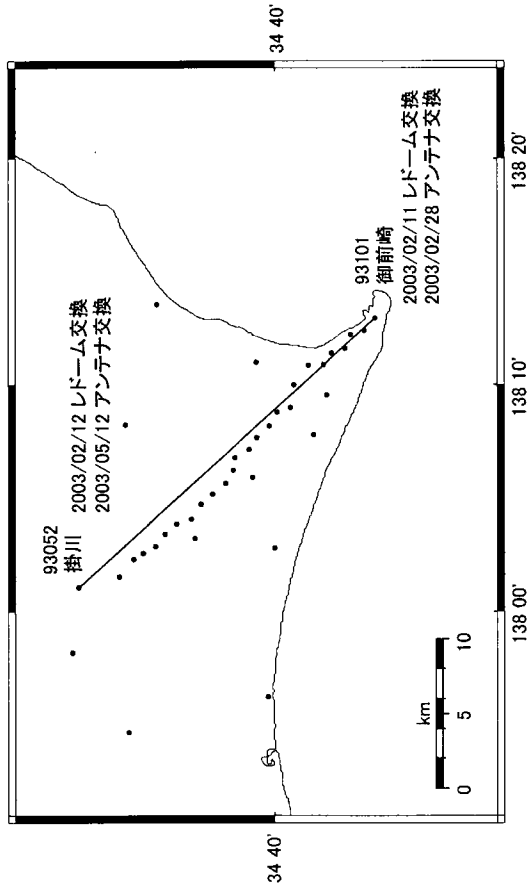 93052
掛川
2003/02/12 レドーム交換
2003/05/12 アンテナ交換
93101
御前崎
2003/02/11 レドーム交換
2003/02/28 アンテナ交換
34 40'
34 40'
km
0 5 10
138 00'
138 10'
138 20'